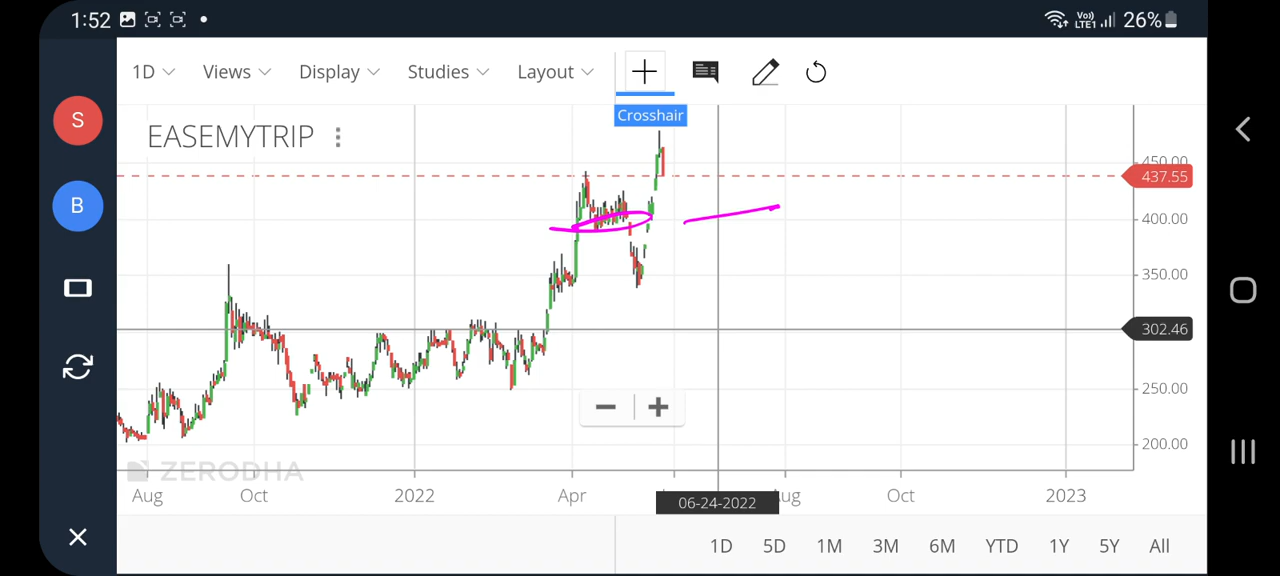 1:52 Vo) LTE1 26%
1D Views Display Studies Layout
Crosshair
S
EASEMYTRIP
450.00
437.55
B
400.00
350.00
302.46
250.00
200.00
ZERODHA
Aug Oct 2022 Apr Oct 2023
06-24-2022
1D 5D 1M 3M 6M YTD 1Y 5Y All